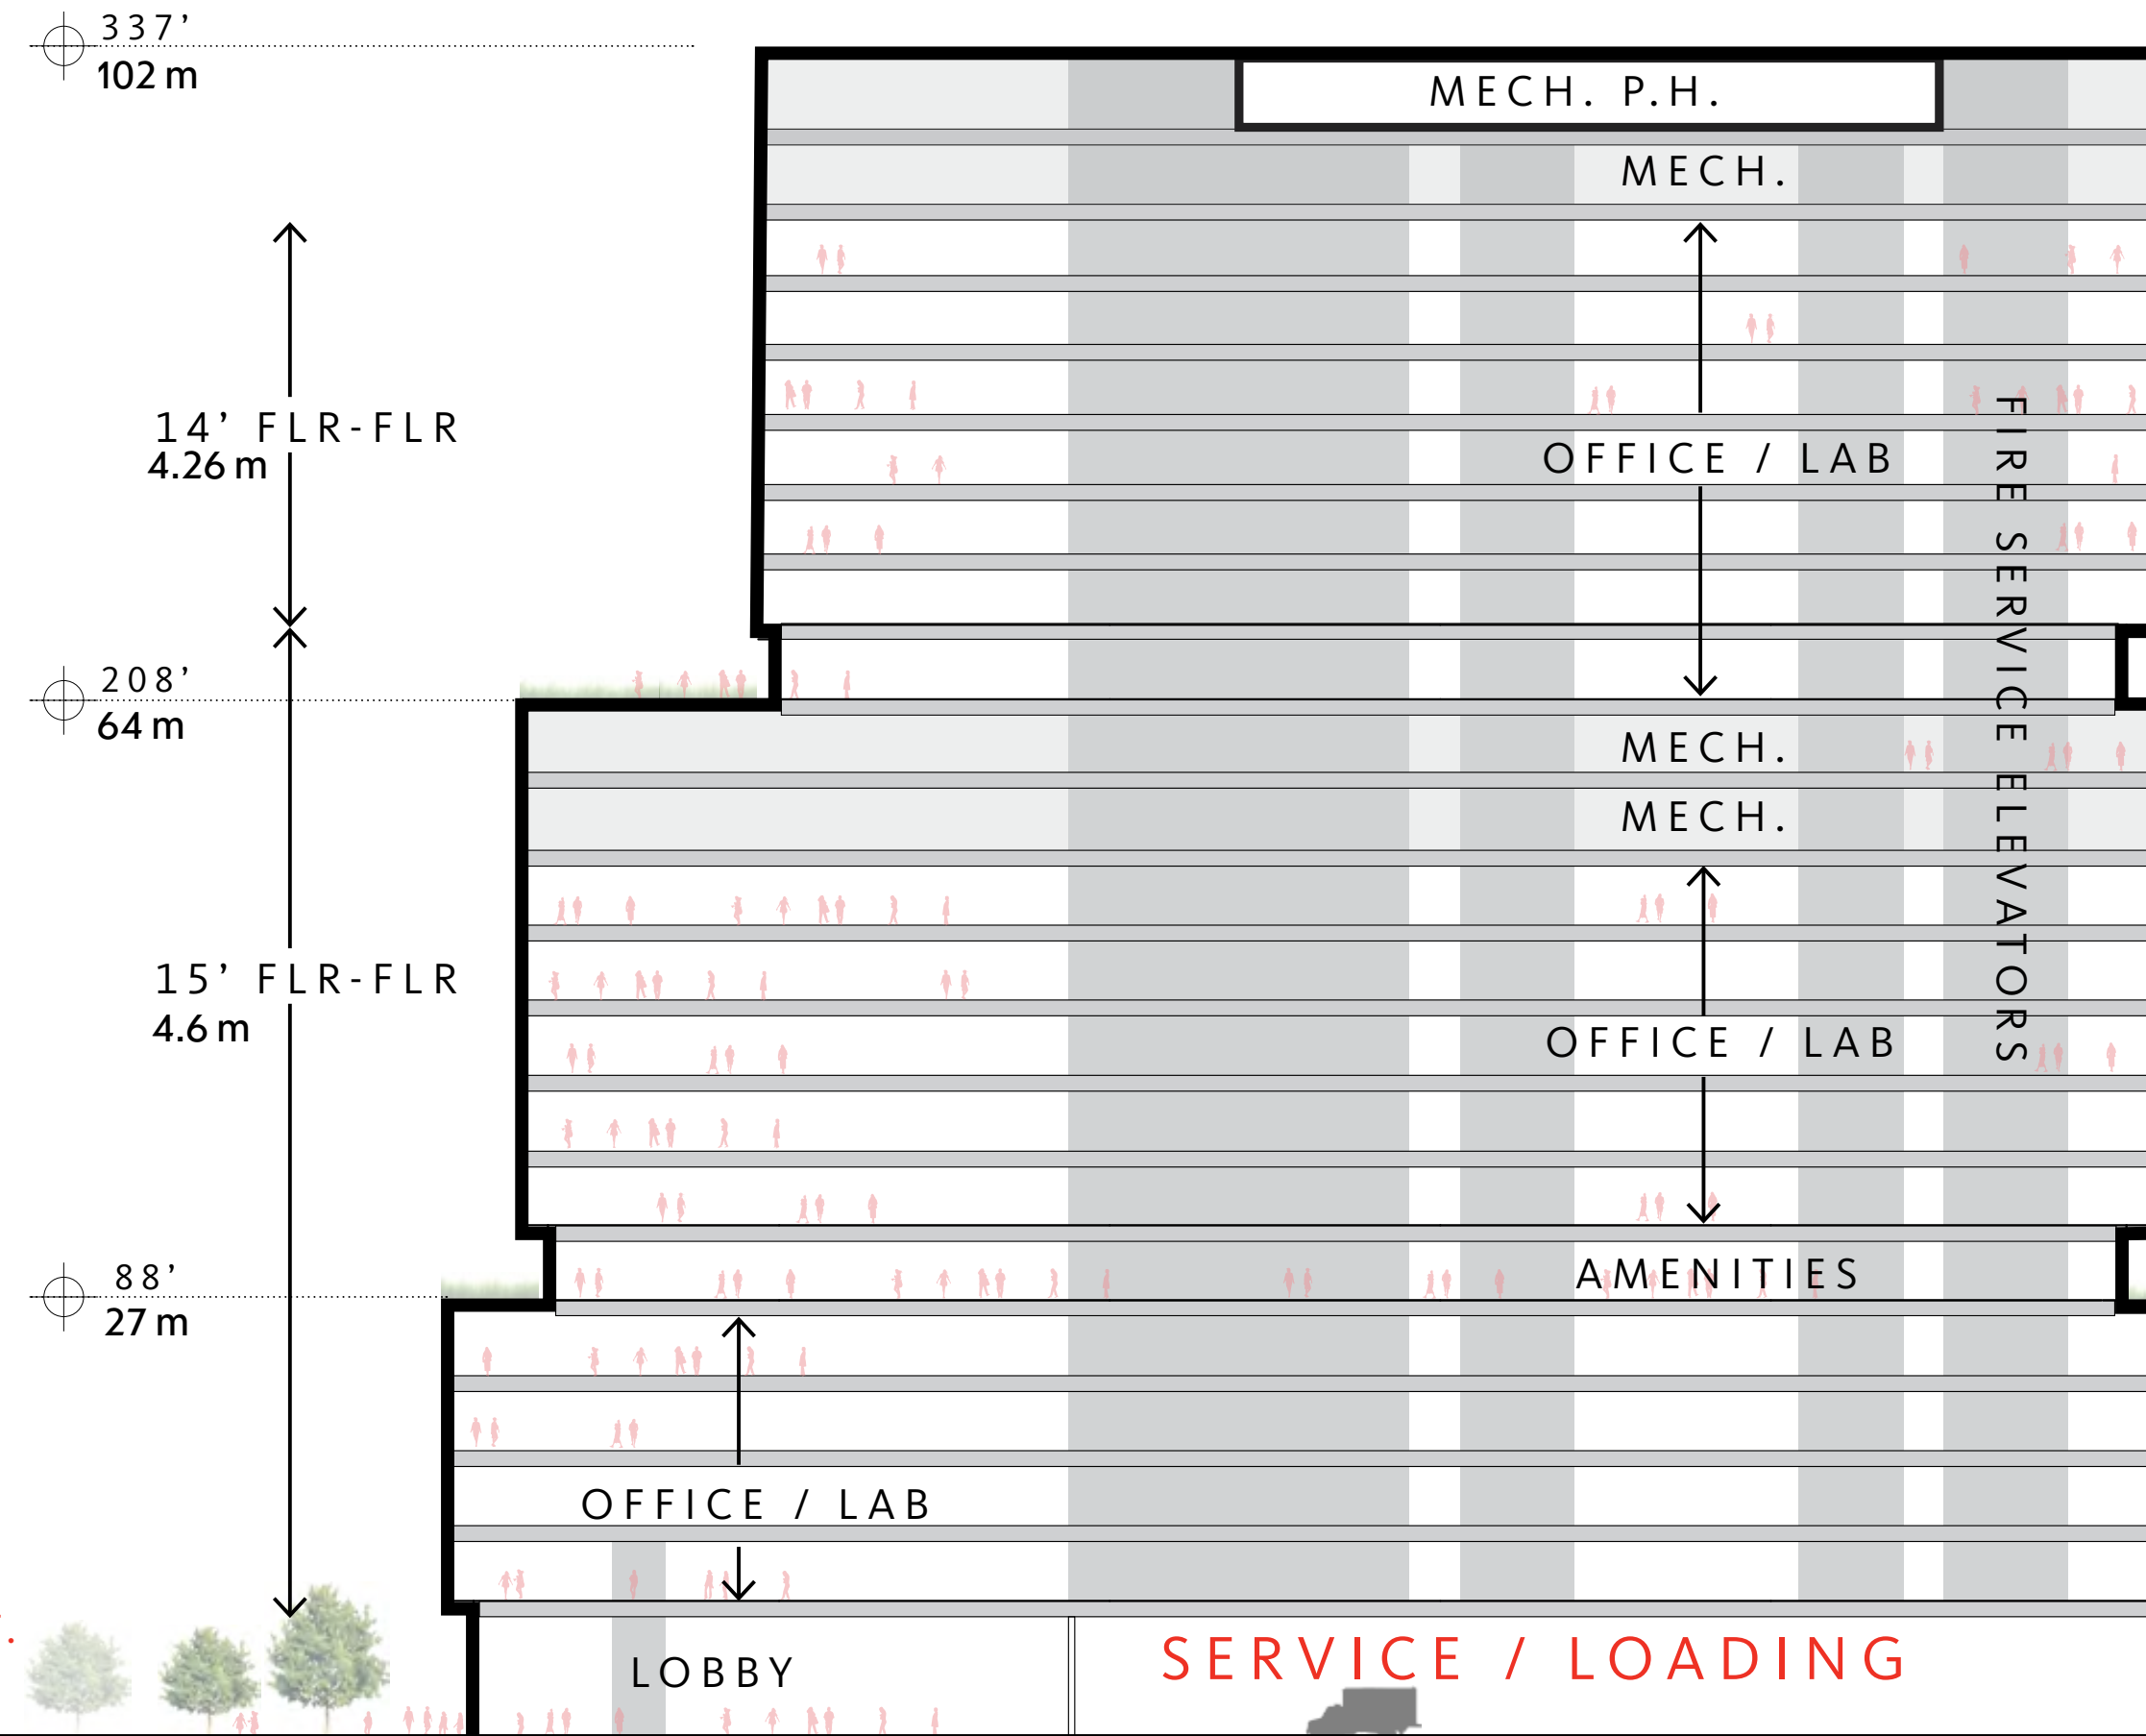 337’
102 m
MECH. P.H.
MECH.
14’ FLR-FLR
4.26 m
OFFICE / LAB
FIRE SERVICE ELEVATORS
208’
64 m
MECH.
MECH.
15’ FLR-FLR
4.6 m
OFFICE / LAB
88’
27 m
AMENITIES
OFFICE / LAB
LOBBY
SERVICE / LOADING